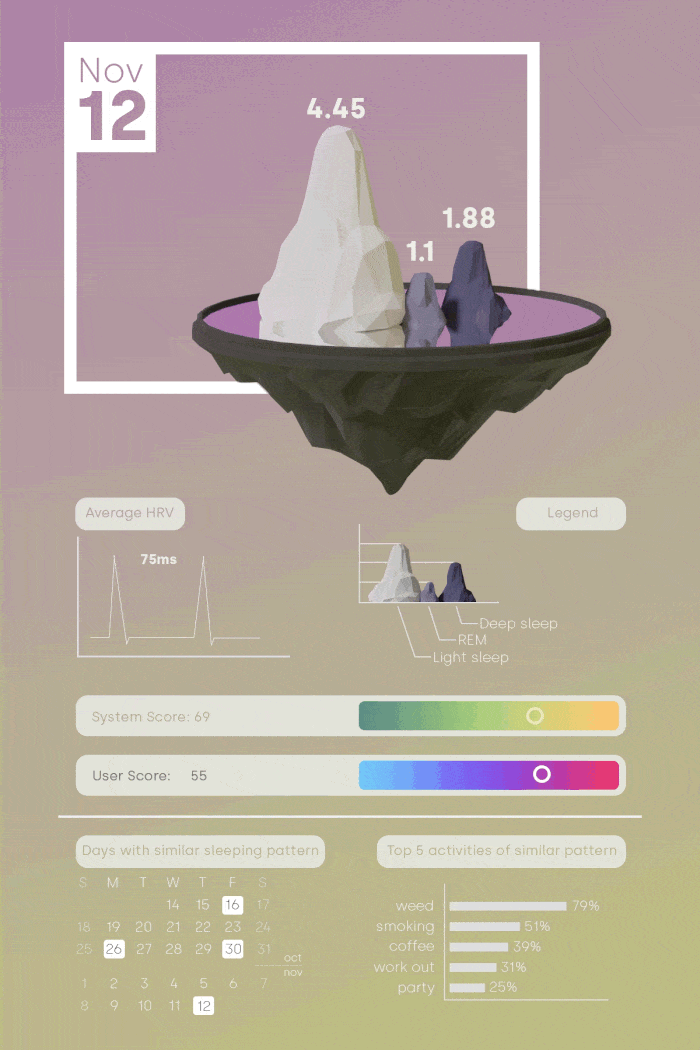 Nov
12
4.45
1.88
1.1
Average HRV
Legend
75ms
Deep sleep
REM
Light sleep
System Score: 69
User Score: 55
Days with similar sleeping pattern
Top 5 activities of similar pattern
S M T W T F S
14 15 16 17
18 19 20 21 22 23 24
25 26 27 28 29 30 31
oct
nov
1 2 3 4 5 6 7
8 9 10 11 12
weed 79%
smoking 51%
coffee 39%
work out 31%
party 25%